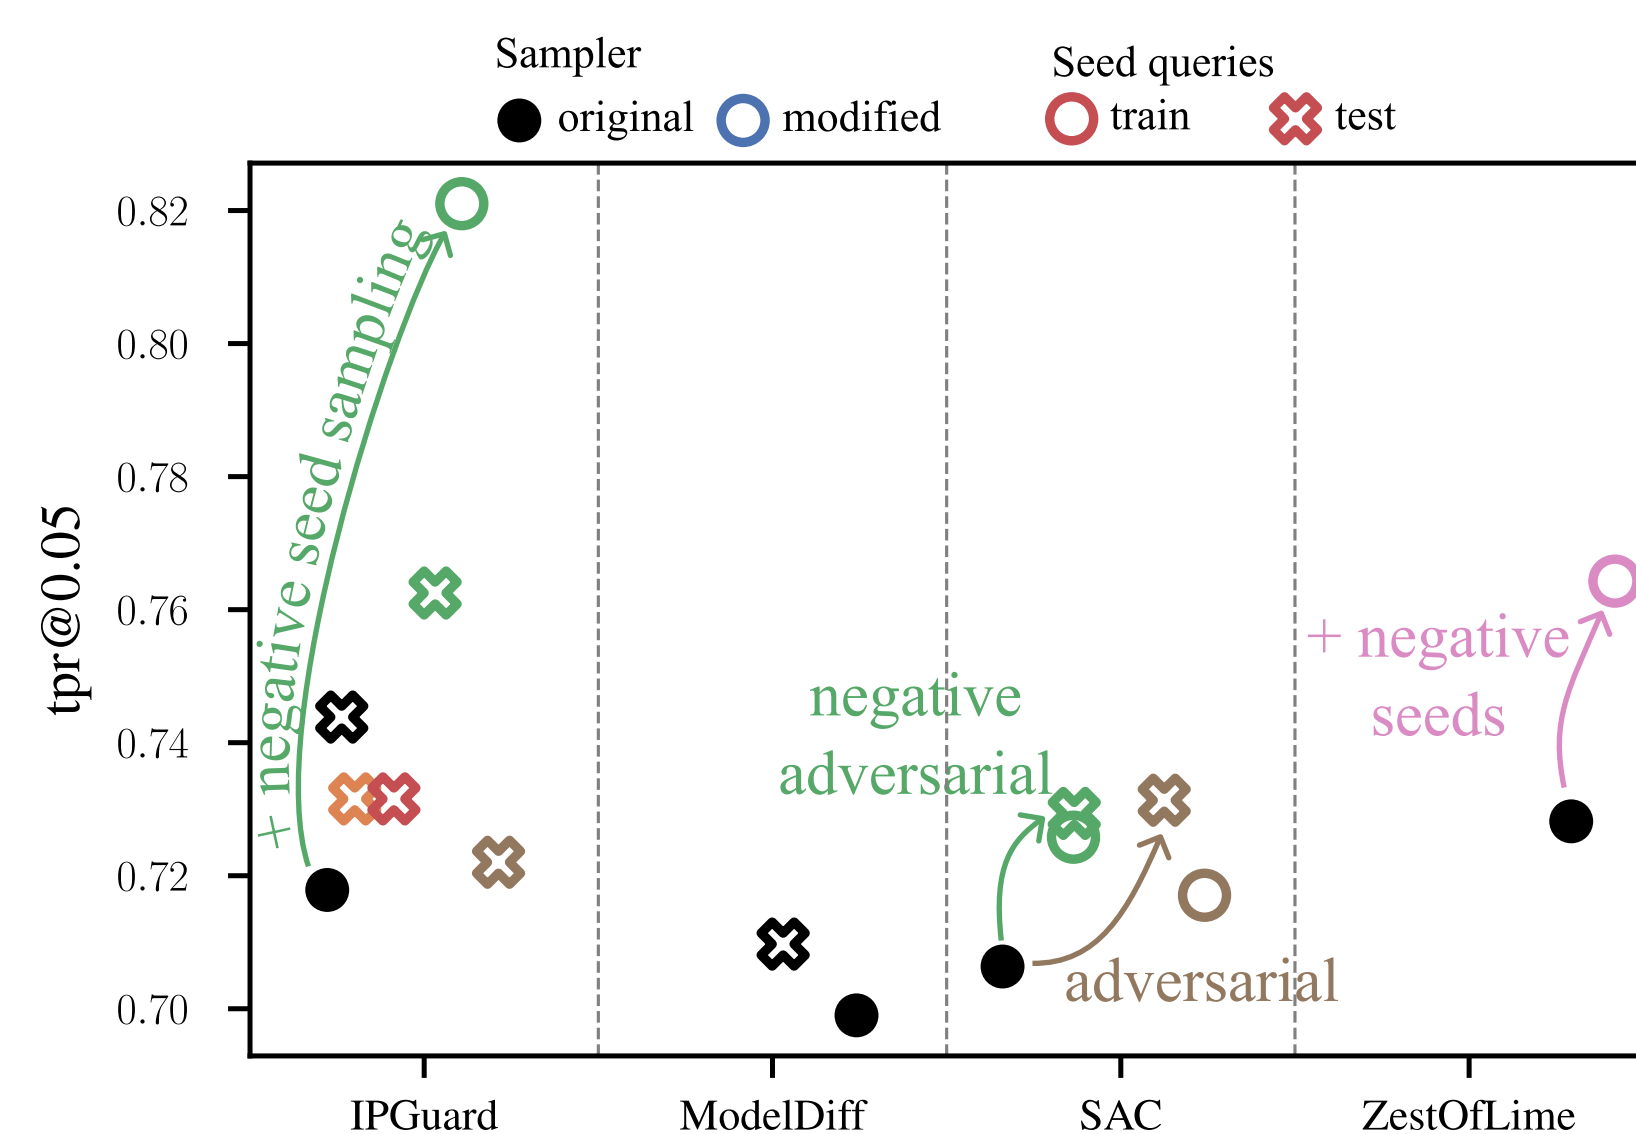 Sampler
original modified
Seed queries
train test
tpr@0.05
0.82
0.80
0.78
0.76
0.74
0.72
0.70
+ negative seed sampling
negative
adversarial
adversarial
+ negative
seeds
IPGuard ModelDiff SAC ZestOfLime